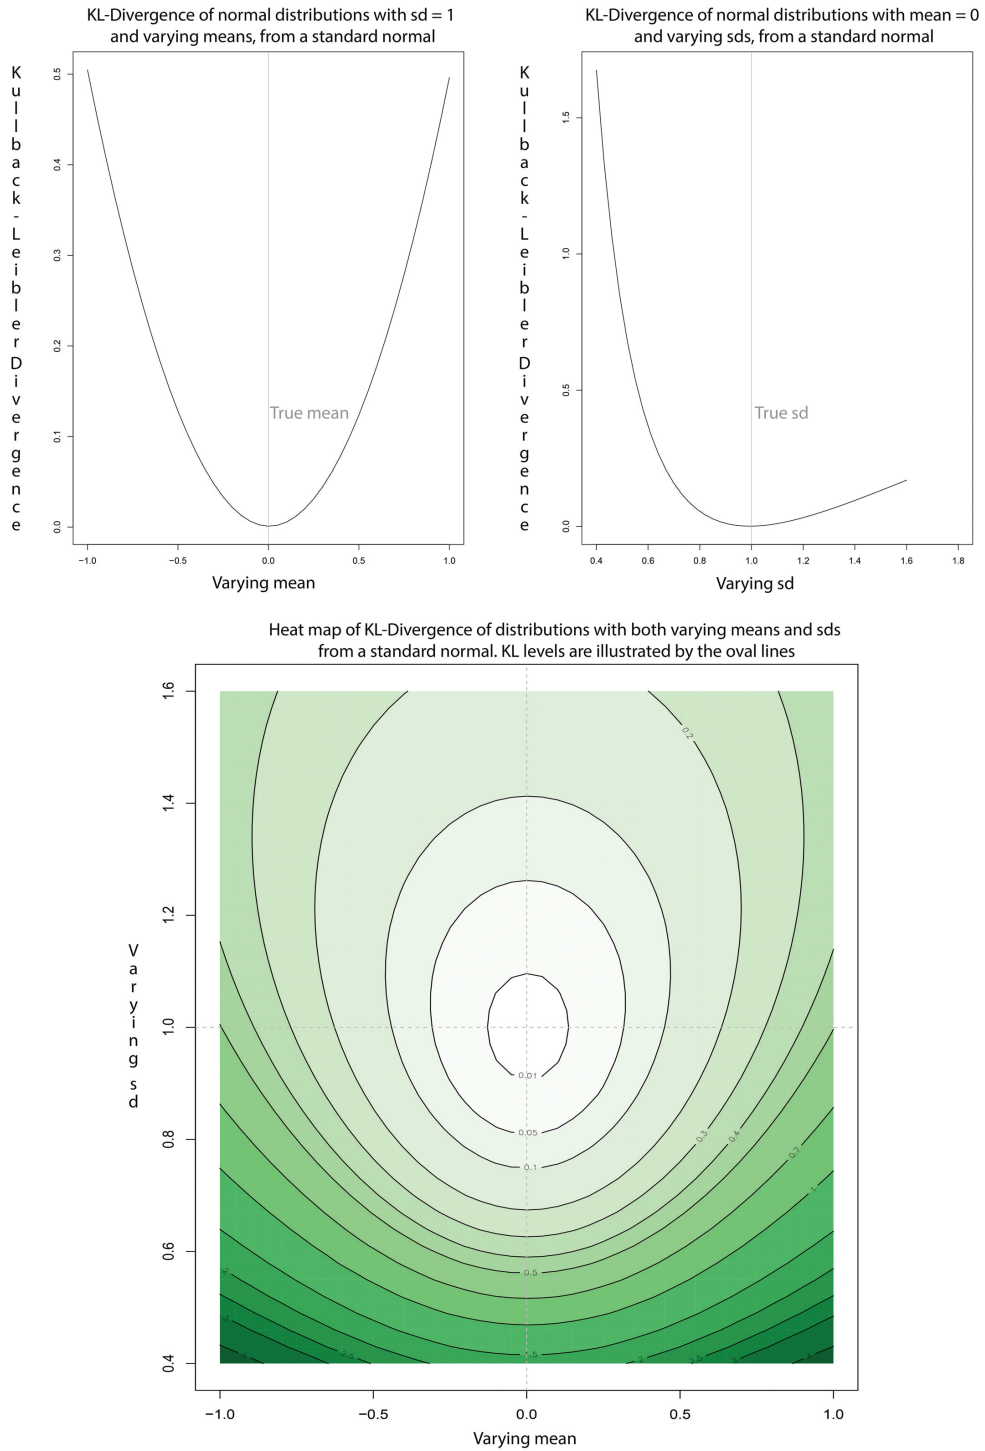 KL-Divergence of normal distributions with sd = 1
and varying means, from a standard normal
Kullback-Leibler Divergence
0.5
0.4
0.3
0.2
0.1
0.0
True mean
−1.0 −0.5 0.0 0.5 1.0
Varying mean
KL-Divergence of normal distributions with mean = 0
and varying sds, from a standard normal
Kullback-Leibler Divergence
1.5
1.0
0.5
0.0
True sd
0.4 0.6 0.8 1.0 1.2 1.4 1.6 1.8
Varying sd
Heat map of KL-Divergence of distributions with both varying means and sds
from a standard normal. KL levels are illustrated by the oval lines
Varying sd
1.6
1.4
1.2
1.0
0.8
0.6
0.4
0.2
0.01
0.05
0.3
0.4
0.1
0.7
1
0.5
2.5
2
2.5
−1.0 −0.5 0.0 0.5 1.0
Varying mean